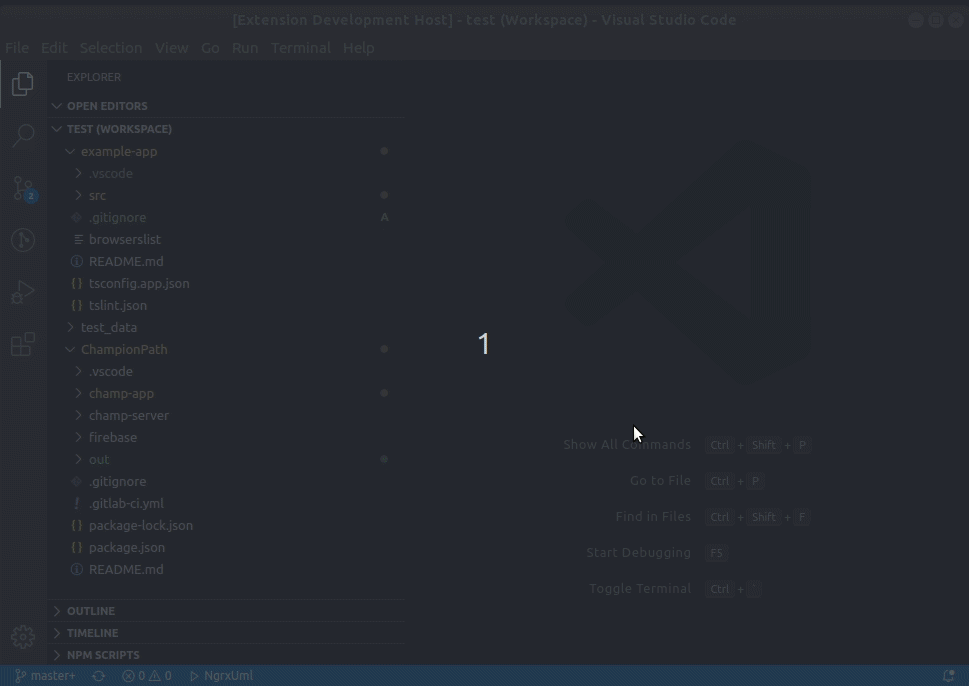 [Extension Development Host] - test (Workspace) - Visual Studio Code
File Edit Selection View Go Run Terminal Help
EXPLORER
OPEN EDITORS
TEST (WORKSPACE)
example-app
.vscode
src
.gitignore A
browserslist
README.md
tsconfig.app.json
tslint.json
test_data
ChampionPath
.vscode
champ-app
champ-server
firebase
out
.gitignore
.gitlab-ci.yml
package-lock.json
package.json
README.md
OUTLINE
TIMELINE
NPM SCRIPTS
2
1
Show All Commands Ctrl + Shift + P
Go to File Ctrl + P
Find in Files Ctrl + Shift + F
Start Debugging F5
Toggle Terminal Ctrl + `
master+ 0 0 NgrxUml